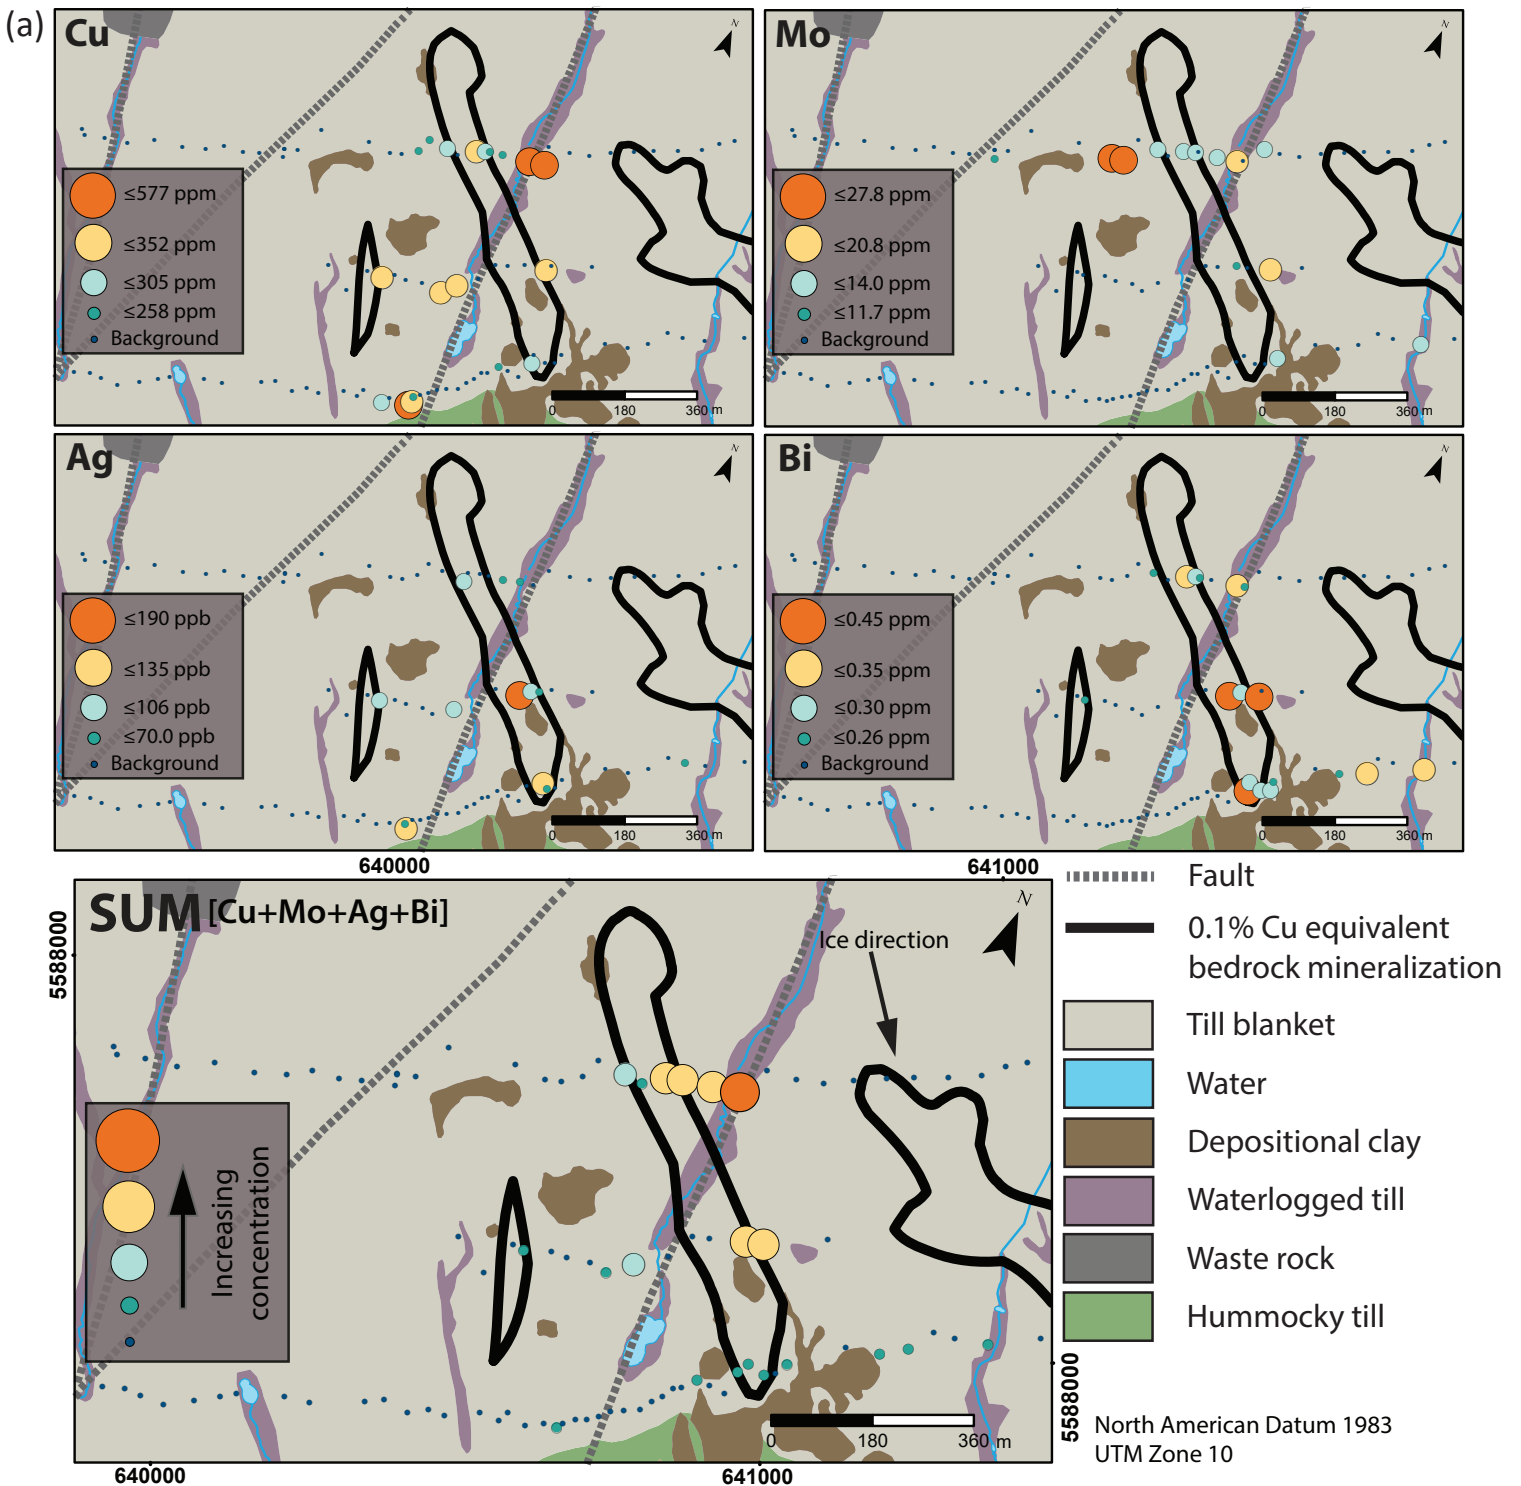 (a)
Cu
N
≤577 ppm
≤352 ppm
≤305 ppm
≤258 ppm
Background
0 180 360 m
Mo
N
≤27.8 ppm
≤20.8 ppm
≤14.0 ppm
≤11.7 ppm
Background
0 180 360 m
Ag
N
≤190 ppb
≤135 ppb
≤106 ppb
≤70.0 ppb
Background
0 180 360 m
Bi
N
≤0.45 ppm
≤0.35 ppm
≤0.30 ppm
≤0.26 ppm
Background
0 180 360 m
640000
641000
SUM [Cu+Mo+Ag+Bi]
N
Ice direction
5588000
Increasing
concentration
0 180 360 m
5588000
640000
641000
Fault
0.1% Cu equivalent
bedrock mineralization
Till blanket
Water
Depositional clay
Waterlogged till
Waste rock
Hummocky till
North American Datum 1983
UTM Zone 10